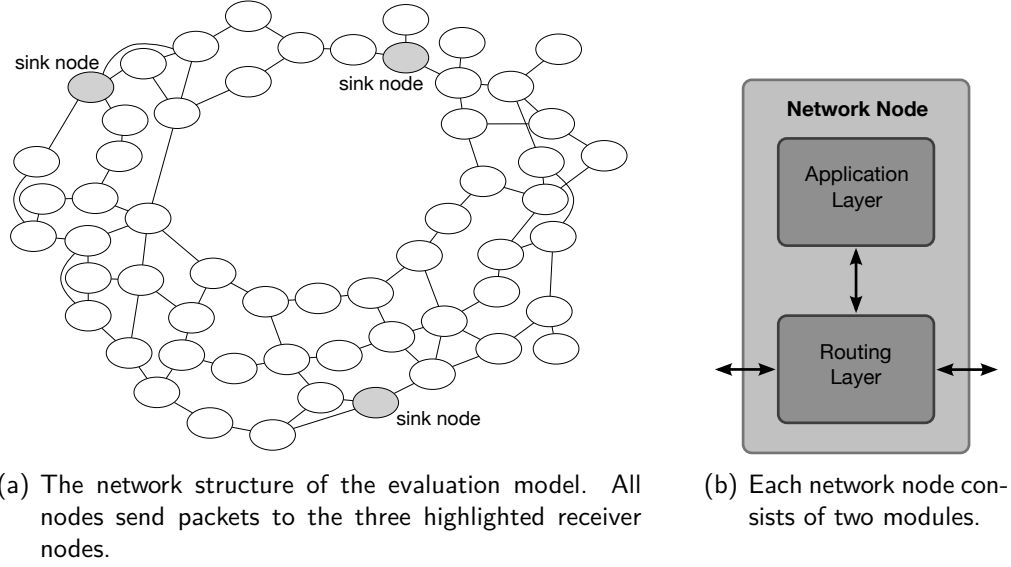 sink node
sink node
sink node
Network Node
Application
Layer
Routing
Layer
a) The network structure of the evaluation model. All
nodes send packets to the three highlighted receiver
nodes.
(b) Each network node con-
sists of two modules.